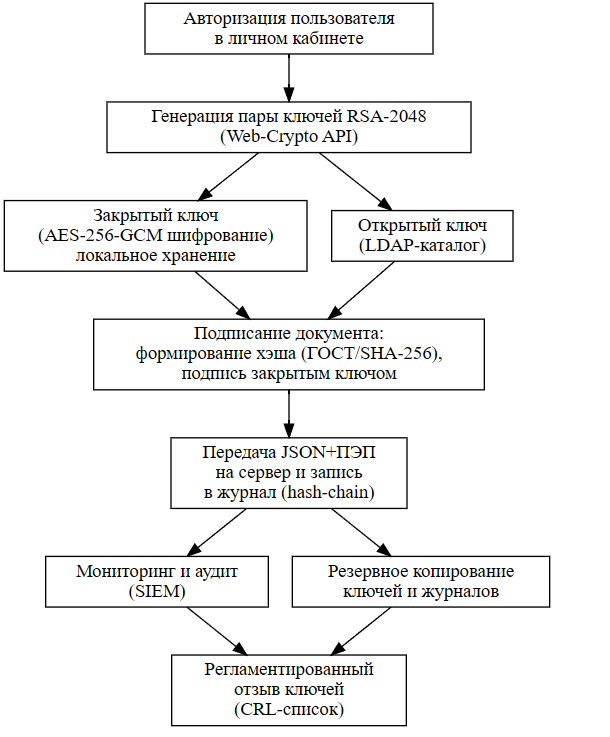 Авторизация пользователя
в личном кабинете
Генерация пары ключей RSA-2048
(Web-Crypto API)
Закрытый ключ
(AES-256-GCM шифрование)
локальное хранение
Открытый ключ
(LDAP-каталог)
Подписание документа:
формирование хэша (ГОСТ/SHA-256),
подпись закрытым ключом
Передача JSON+ПЭП
на сервер и запись
в журнал (hash-chain)
Мониторинг и аудит
(SIEM)
Резервное копирование
ключей и журналов
Регламентированный
отзыв ключей
(CRL-список)